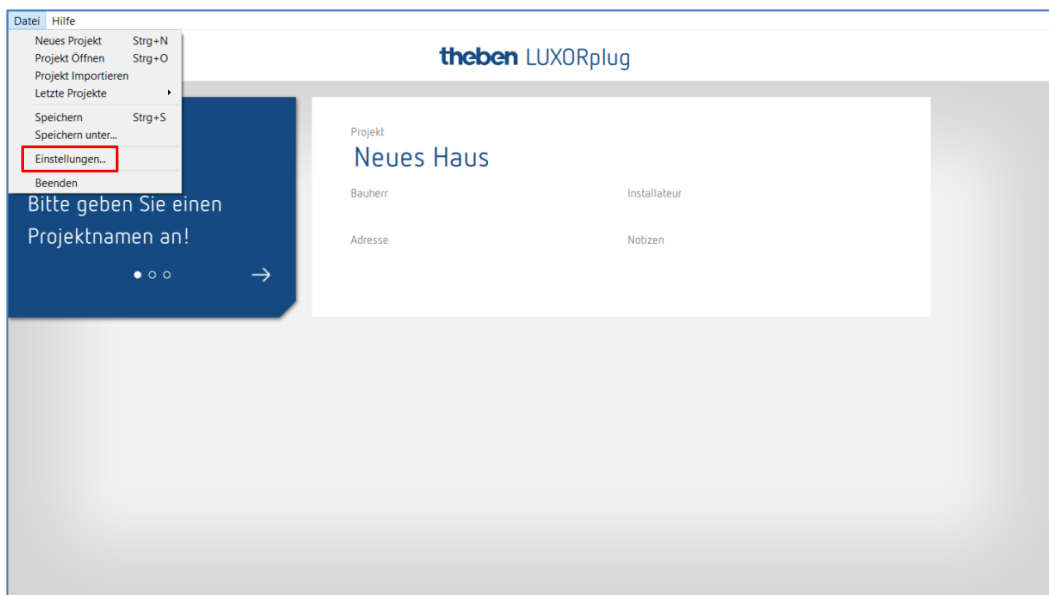 Datei Hilfe
Neues Projekt Strg+N
Projekt Öffnen Strg+O
Projekt Importieren
Letzte Projekte
Speichern Strg+S
Speichern unter...
Einstellungen...
Beenden
theben LUXORplug
Bitte geben Sie einen
Projektnamen an!
Projekt
Neues Haus
Bauherr Installateur
Adresse Notizen